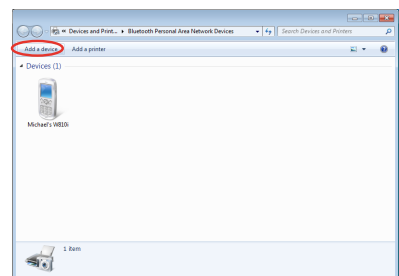 « Devices and Print... ▸ Bluetooth Personal Area Network Devices
Search Devices and Printers
Add a device
Add a printer
Devices (1)
Michael's W810i
1 item